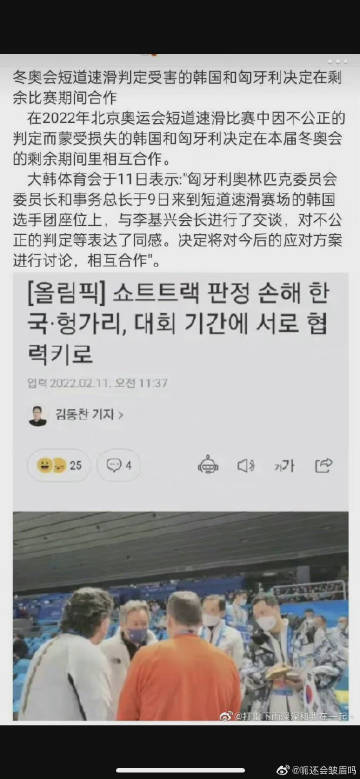 冬奥会短道速滑判定受害的韩国和匈牙利决定在剩
余比赛期间合作
在2022年北京奥运会短道速滑比赛中因不公正的
判定而蒙受损失的韩国和匈牙利决定在本届冬奥会
的剩余期间里相互合作。
大韩体育会于11日表示:"匈牙利奥林匹克委员会
委员长和事务总长于9日来到短道速滑赛场的韩国
选手团座位上，与李基兴会长进行了交谈，对不公
正的判定等表达了同感。决定将对今后的应对方案
进行讨论，相互合作"。
[올림픽] 쇼트트랙 판정 손해 한
국·헝가리, 대회 기간에 서로 협
력키로
입력 2022.02.11. 오전 11:37
김동찬 기자
25
4
가가
@呃还会皱眉吗